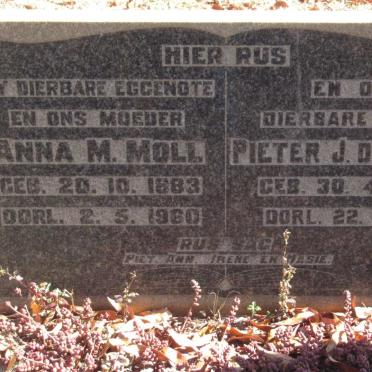 HIER RUS
DIERBARE EGGENOTE
EN ONS MOEDER
ANNA M. MOLL
GEB. 20. 10. 1883
OORL. 2. 5. 1960
EN O
DIERBARE
PIETER J. D
GEB. 30. 4
OORL. 22.
RUS SAG
PIET, ANN, IRENE EN DASIE.